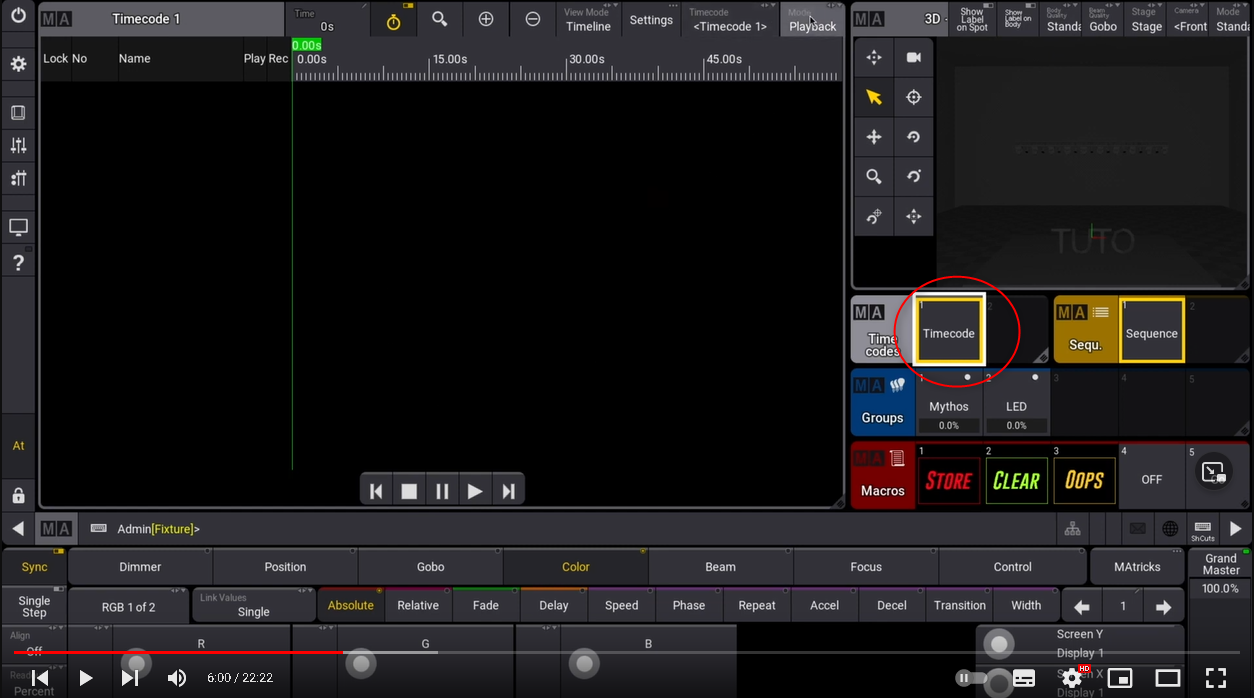 Timecode 1
Time
0s
View Mode
Timeline
Settings
Timecode
<Timecode 1>
Mode
Playback
MA
3D -
Show Label on Spot
Show Label on Body
Body Quality
Standa
Beam Quality
Gobo
Stage
Stage
Camera
<Front
Mode
Standa
Lock No
Name
Play Rec
0.00s
0.00s
15.00s
30.00s
45.00s
TUTO
MA
Time
codes
1
Timecode
2
MA
Sequ.
1
Sequence
2
MA
Groups
1
Mythos
0.0%
2
LED
0.0%
3
4
5
MA
Macros
1
STORE
2
CLEAR
3
OOPS
4
OFF
5
?
At
MA
Admin[Fixture]>
ShCuts
Sync
Dimmer
Position
Gobo
Color
Beam
Focus
Control
MAtricks
Grand
Master
100.0%
Single
Step
RGB 1 of 2
Link Values
Single
Absolute
Relative
Fade
Delay
Speed
Phase
Repeat
Accel
Decel
Transition
Width
1
Align
Off
R
G
B
Screen Y
Display 1
6:00 / 22:22
HD
Percent
Screen X
Display 1